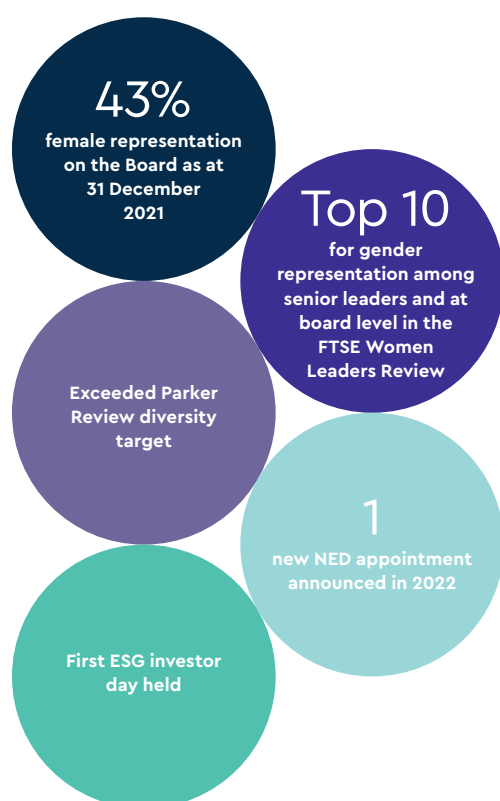 43%
female representation
on the Board as at
31 December
2021
Top 10
for gender
representation among
senior leaders and at
board level in the
FTSE Women
Leaders Review
Exceeded Parker
Review diversity
target
1
new NED appointment
announced in 2022
First ESG investor
day held